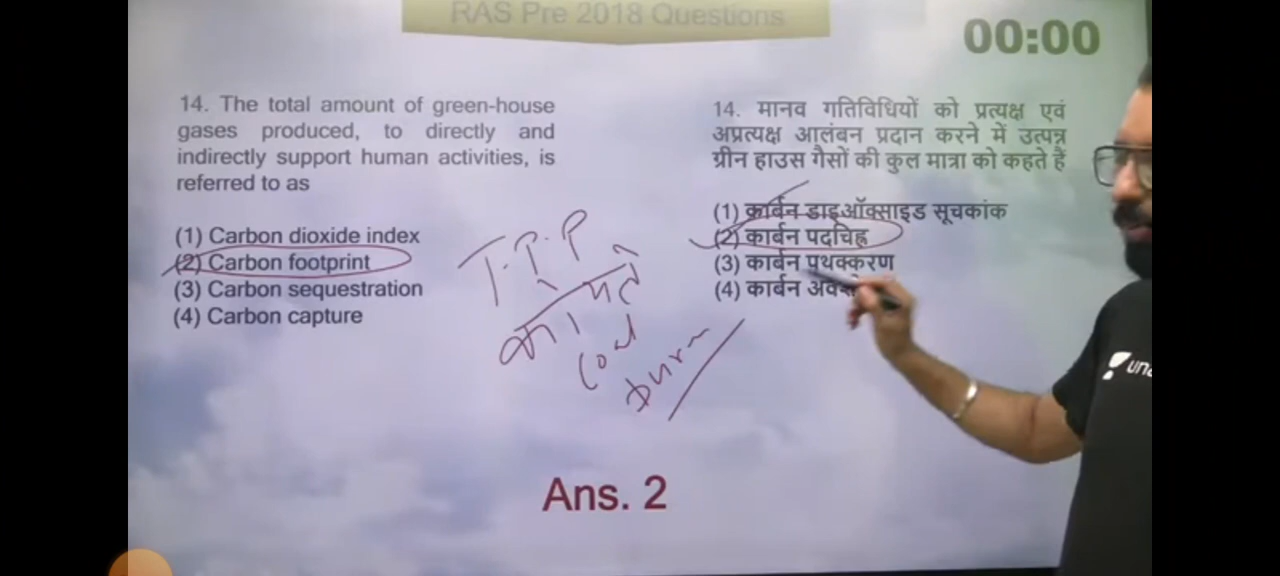 RAS Pre 2018 Questions
00:00
14. The total amount of green-house
gases produced, to directly and
indirectly support human activities, is
referred to as
(1) Carbon dioxide index
(2) Carbon footprint
(3) Carbon sequestration
(4) Carbon capture
14. मानव गतिविधियों को प्रत्यक्ष एवं
अप्रत्यक्ष आलंबन प्रदान करने में उत्पन्न
ग्रीन हाउस गैसों की कुल मात्रा को कहते हैं
(1) कार्बन डाइऑक्साइड सूचकांक
(2) कार्बन पदचिह्न
(3) कार्बन पृथक्करण
(4) कार्बन
T.P.P
coal
burn
Ans. 2